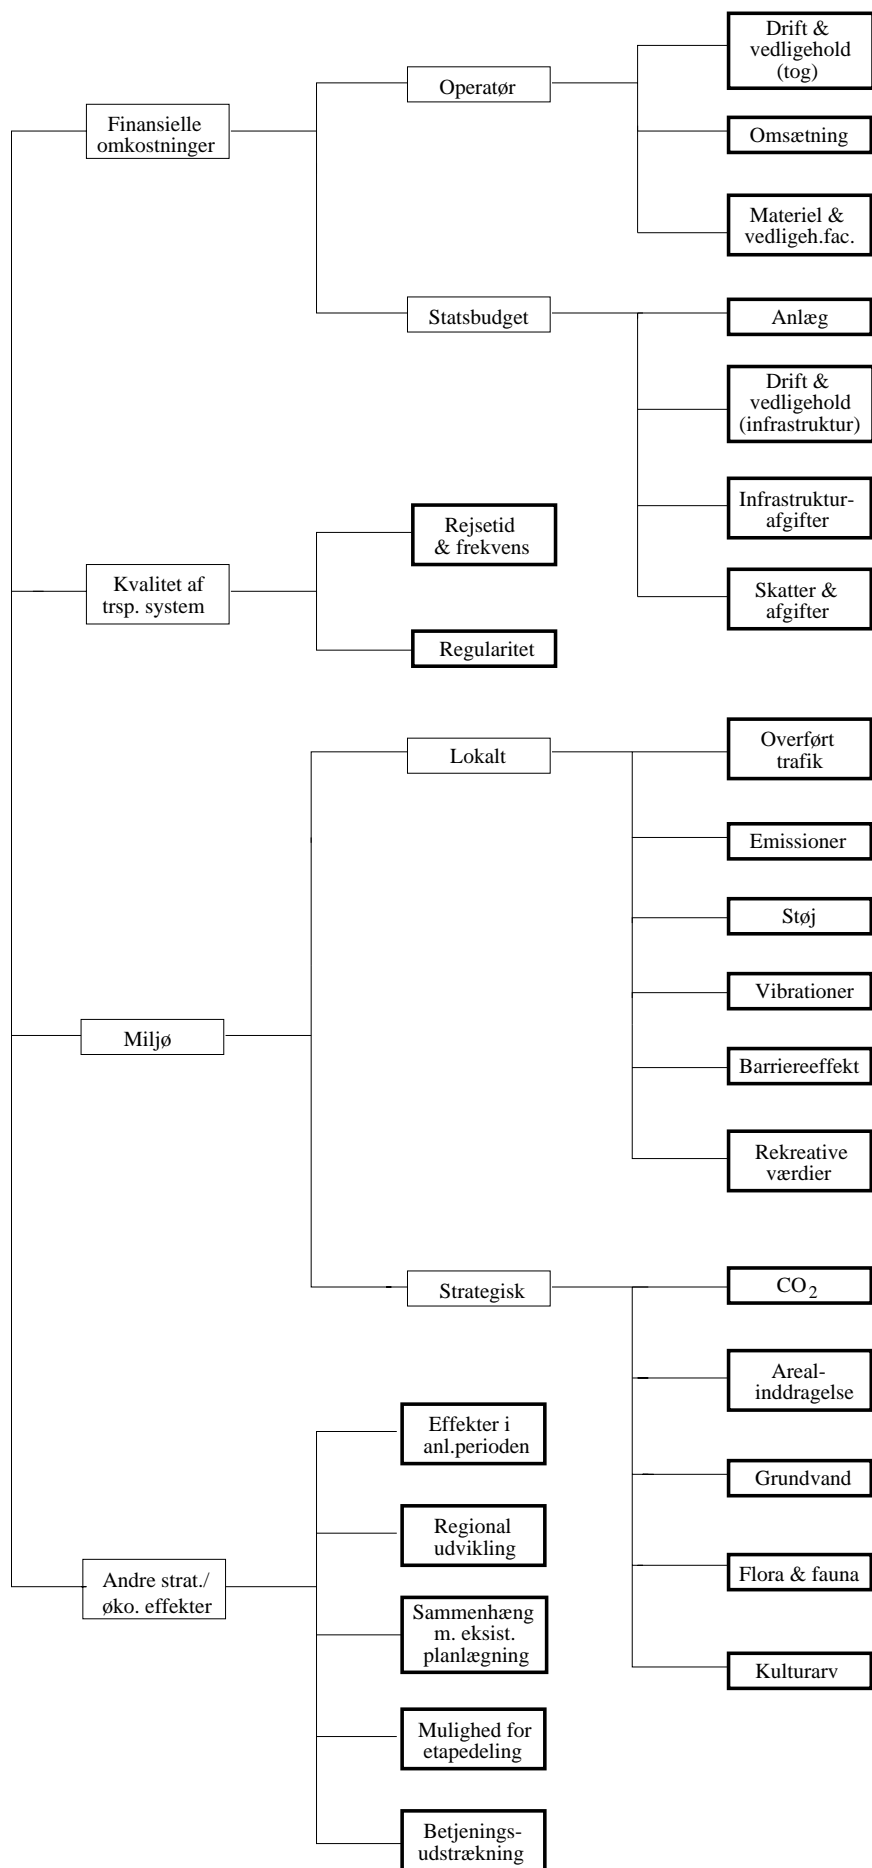 Drift &
vedligehold
(tog)
Operatør
Finansielle
omkostninger
Omsætning
Materiel &
vedligeh.fac.
Statsbudget
Anlæg
Drift &
vedligehold
(infrastruktur)
Infrastruktur-
afgifter
Rejsetid
& frekvens
Kvalitet af
trsp. system
Skatter &
afgifter
Regularitet
Lokalt
Overført
trafik
Emissioner
Støj
Vibrationer
Miljø
Barriereeffekt
Rekreative
værdier
Strategisk
CO2
Areal-
inddragelse
Effekter i
anl.perioden
Grundvand
Regional
udvikling
Flora & fauna
Andre strat./
øko. effekter
Sammenhæng
m. eksist.
planlægning
Kulturarv
Mulighed for
etapedeling
Betjenings-
udstrækning